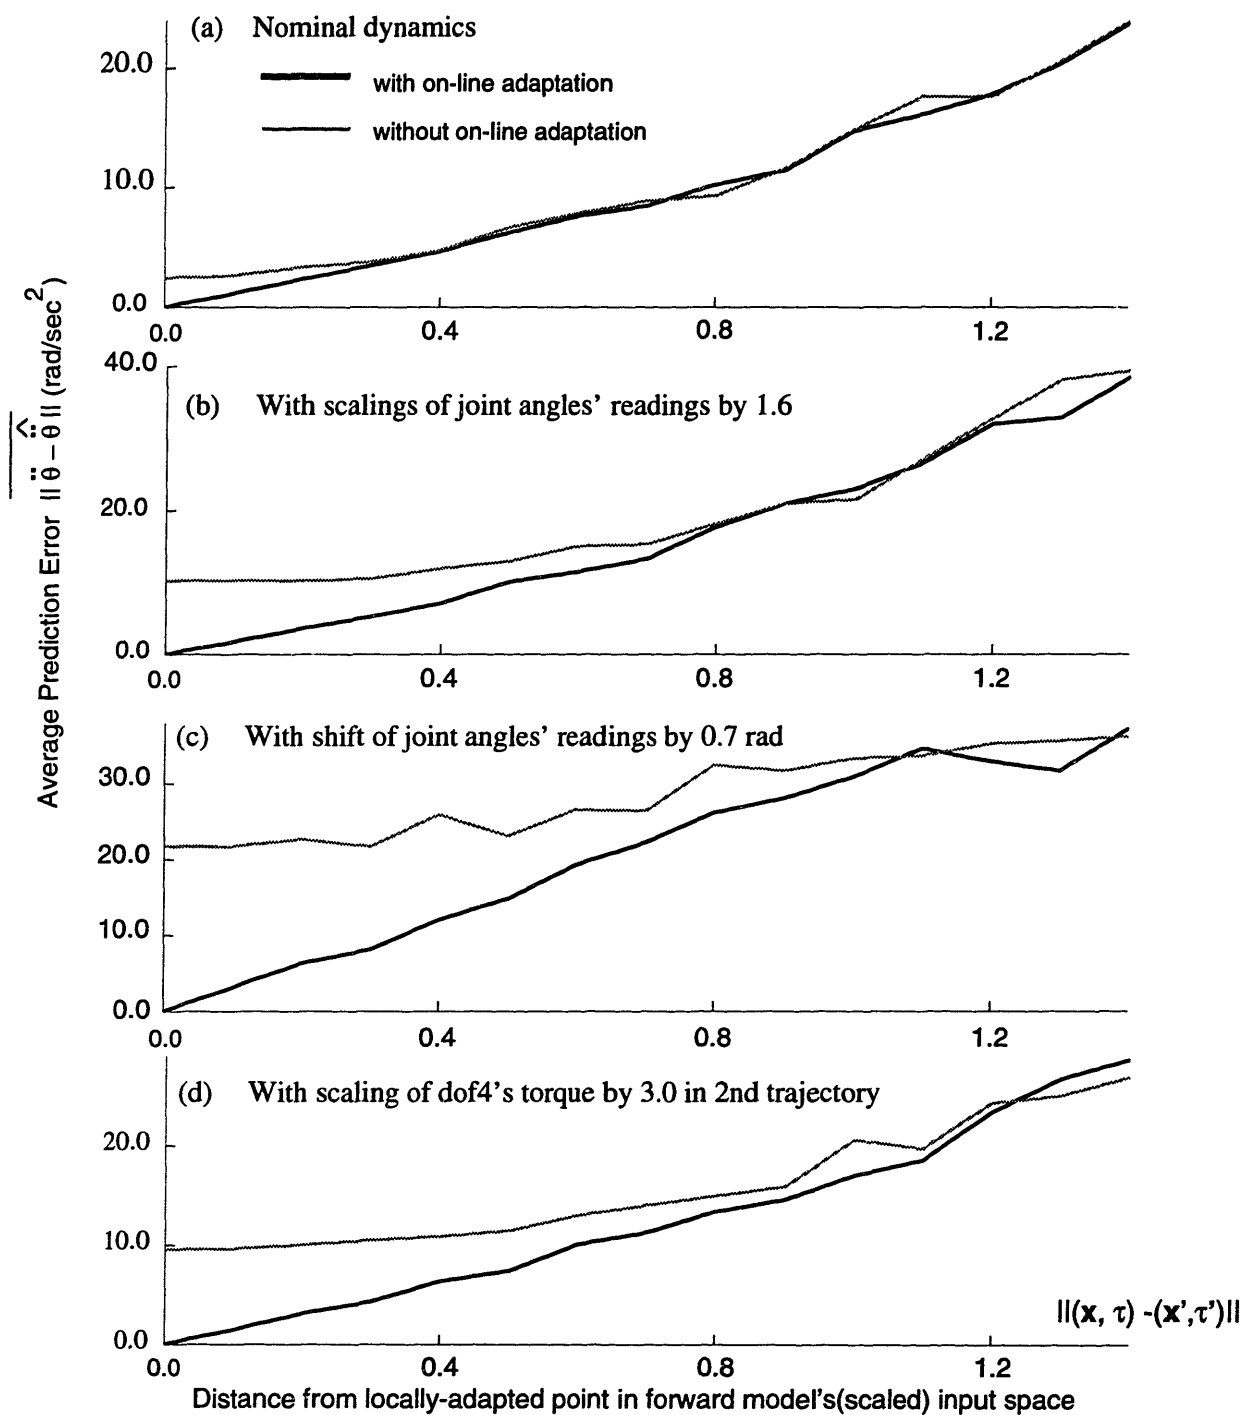 (a) Nominal dynamics
with on-line adaptation
without on-line adaptation
20.0
10.0
0.0
0.0 0.4 0.8 1.2
(b) With scalings of joint angles' readings by 1.6
40.0
20.0
0.0
0.0 0.4 0.8 1.2
(c) With shift of joint angles' readings by 0.7 rad
30.0
20.0
10.0
0.0
0.0 0.4 0.8 1.2
(d) With scaling of dof4's torque by 3.0 in 2nd trajectory
20.0
10.0
0.0
0.0 0.4 0.8 1.2
||(x, τ) -(x',τ')||
Distance from locally-adapted point in forward model's(scaled) input space
Average Prediction Error || θ̈ – θ̈̂ || (rad/sec²)